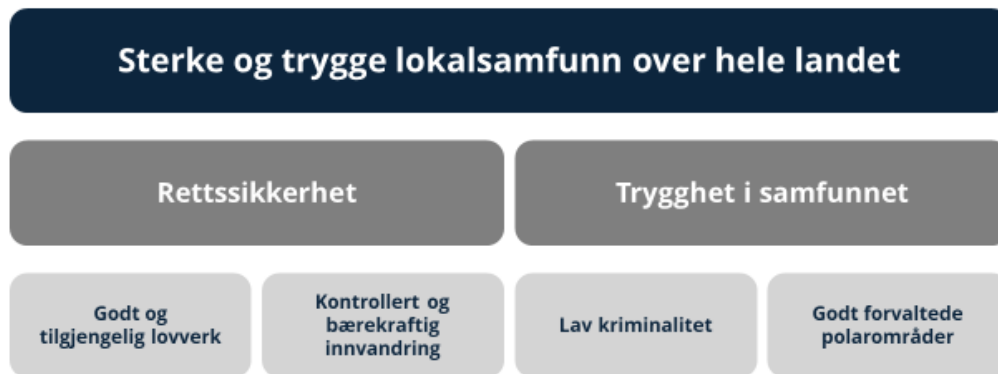 Sterke og trygge lokalsamfunn over hele landet
Rettssikkerhet
Trygghet i samfunnet
Godt og
tilgjengelig lovverk
Kontrollert og
bærekraftig
innvandring
Lav kriminalitet
Godt forvaltede
polarområder